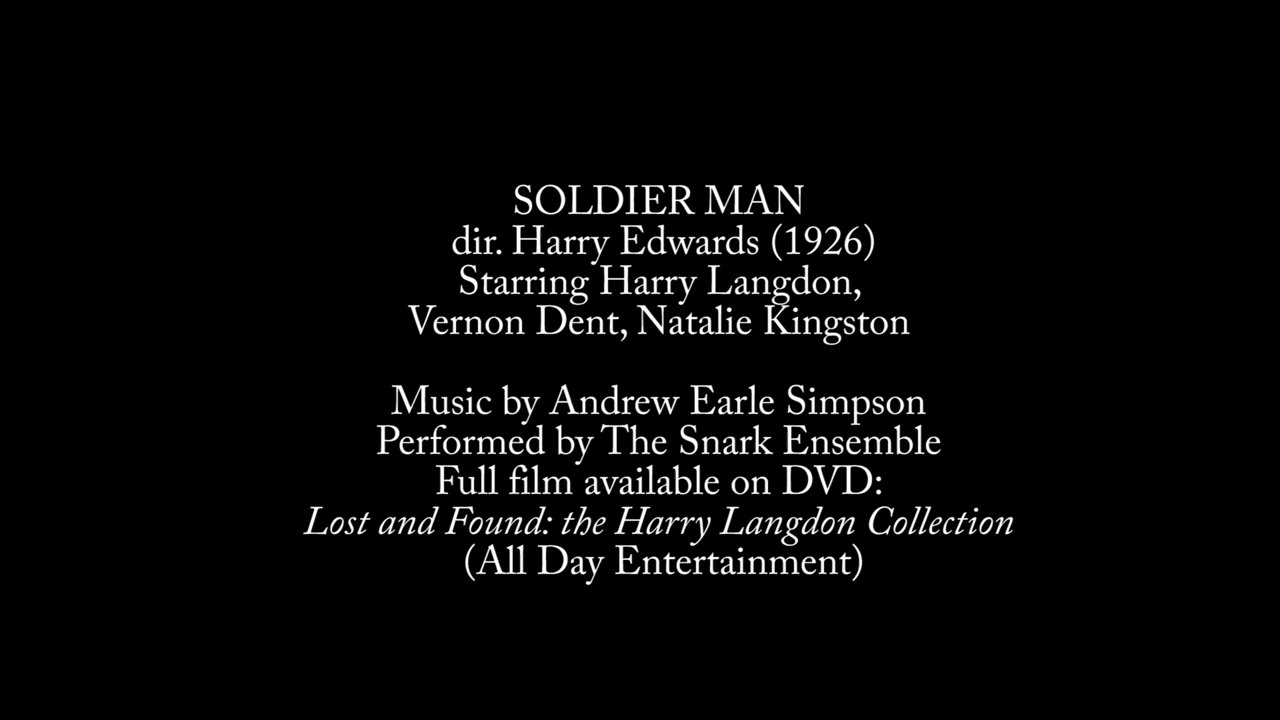 SOLDIER MAN
dir. Harry Edwards (1926)
Starring Harry Langdon,
Vernon Dent, Natalie Kingston
Music by Andrew Earle Simpson
Performed by The Snark Ensemble
Full film available on DVD:
Lost and Found: the Harry Langdon Collection
(All Day Entertainment)